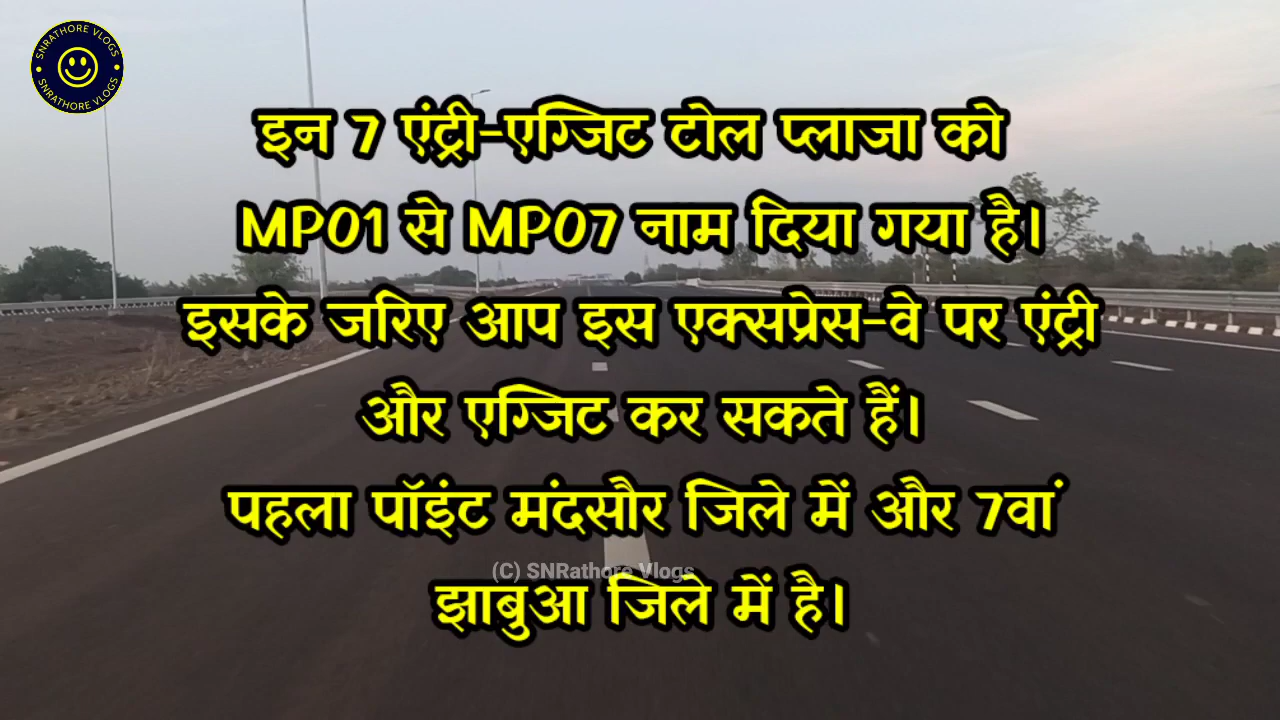 SNRATHORE VLOGS
SNRATHORE VLOGS
इन 7 एंट्री-एग्जिट टोल प्लाजा को
MP01 से MP07 नाम दिया गया है।
इसके जरिए आप इस एक्सप्रेस-वे पर एंट्री
और एग्जिट कर सकते हैं।
पहला पॉइंट मंदसौर जिले में और 7वां
(C) SNRathore Vlogs
झाबुआ जिले में है।